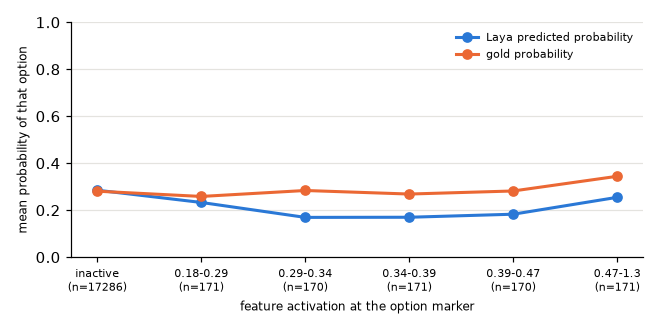 1.0
0.8
0.6
0.4
0.2
0.0
mean probability of that option
Laya predicted probability
gold probability
inactive
(n=17286)
0.18-0.29
(n=171)
0.29-0.34
(n=170)
0.34-0.39
(n=171)
0.39-0.47
(n=170)
0.47-1.3
(n=171)
feature activation at the option marker